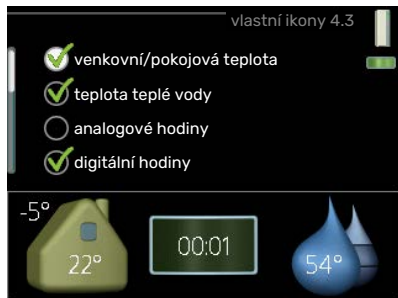 vlastní ikony 4.3
venkovní/pokojová teplota
teplota teplé vody
analogové hodiny
digitální hodiny
-5°
22°
00:01
54°